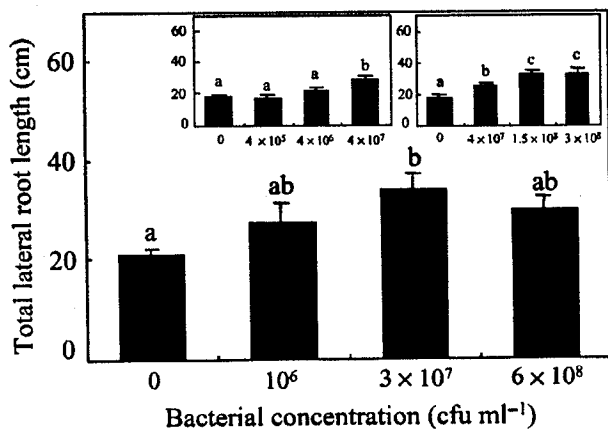 Total lateral root length (cm)
60
40
20
0
60
40
20
0
a
a
a
b
0
4 × 10⁵
4 × 10⁶
4 × 10⁷
60
40
20
0
a
b
c
c
0
4 × 10⁷
1.5 × 10⁸
3 × 10⁸
a
ab
b
ab
0
10⁶
3 × 10⁷
6 × 10⁸
Bacterial concentration (cfu ml⁻¹)